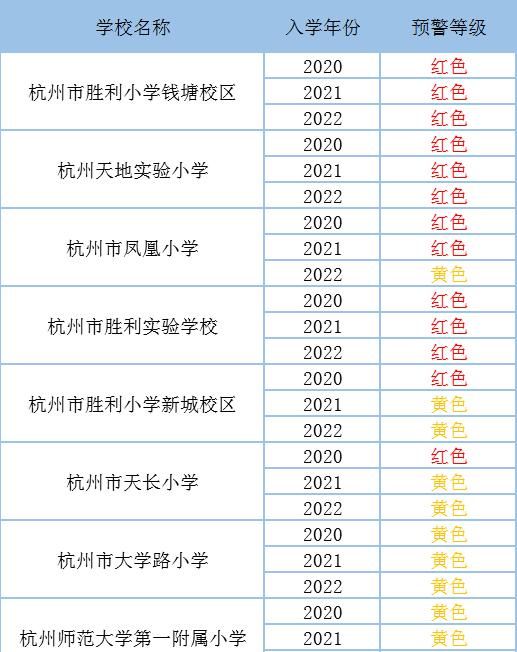 学校名称 入学年份 预警等级
2020 红色
杭州市胜利小学钱塘校区 2021 红色
2022 红色
2020 红色
杭州天地实验小学 2021 红色
2022 红色
2020 红色
杭州市凤凰小学 2021 红色
2022 黄色
2020 红色
杭州市胜利实验学校 2021 红色
2022 红色
2020 红色
杭州市胜利小学新城校区 2021 黄色
2022 黄色
2020 红色
杭州市天长小学 2021 黄色
2022 黄色
2020 黄色
杭州市大学路小学 2021 黄色
2022 黄色
2020 黄色
杭州师范大学第一附属小学 2021 黄色